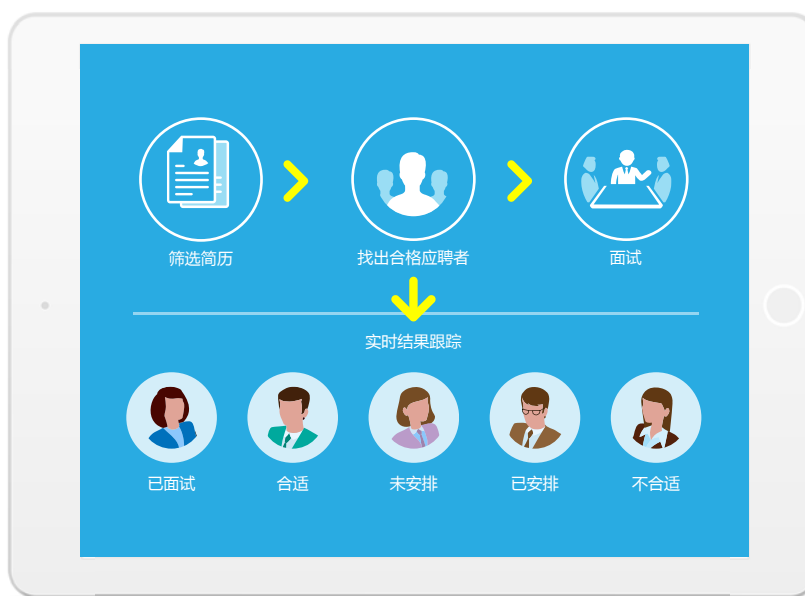 筛选简历
找出合格应聘者
面试
实时结果跟踪
已面试
合适
未安排
已安排
不合适